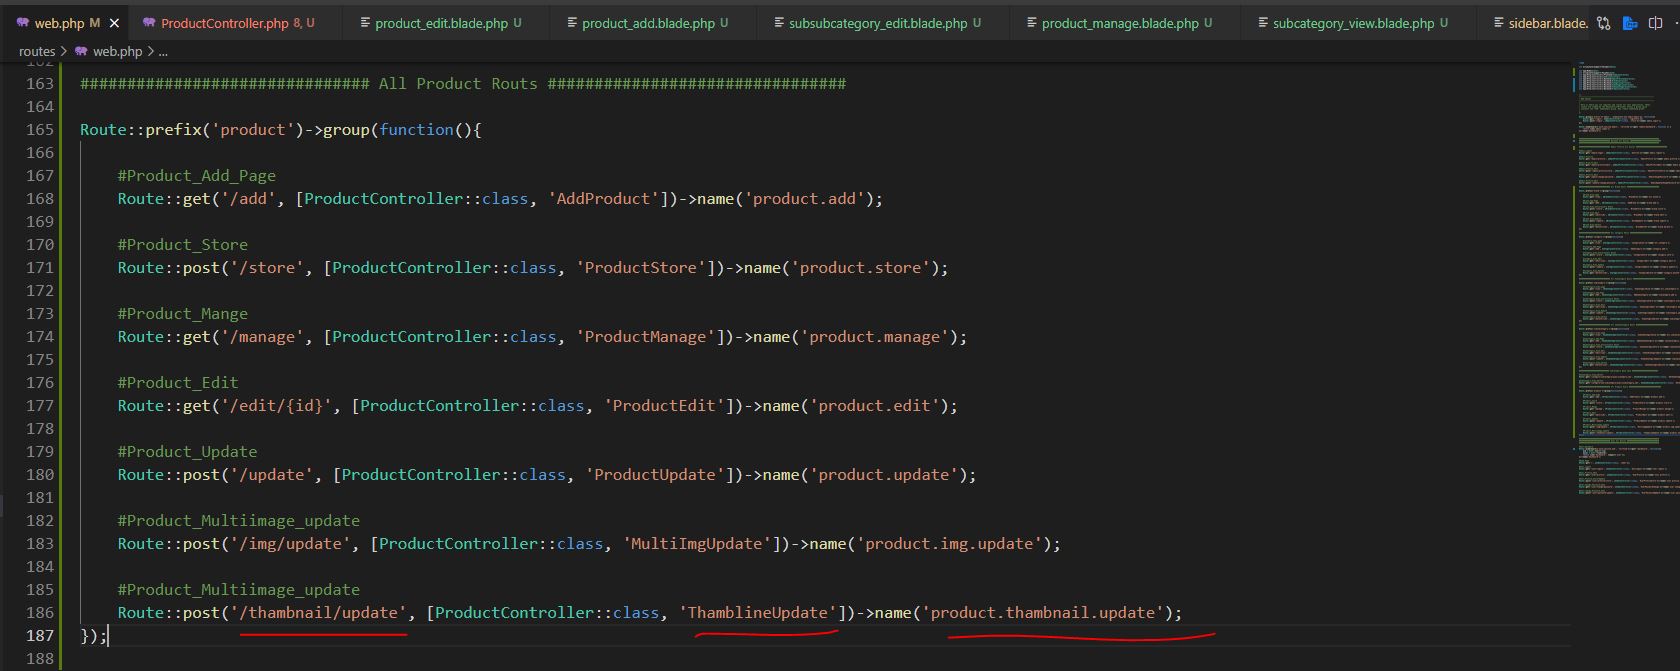 web.php M ProductController.php 8, U product_edit.blade.php U product_add.blade.php U subsubcategory_edit.blade.php U product_manage.blade.php U subcategory_view.blade.php U sidebar.blade.
routes > web.php > ...
162
163 ############################### All Product Routs ################################
164
165 Route::prefix('product')->group(function(){
166
167 #Product_Add_Page
168 Route::get('/add', [ProductController::class, 'AddProduct'])->name('product.add');
169
170 #Product_Store
171 Route::post('/store', [ProductController::class, 'ProductStore'])->name('product.store');
172
173 #Product_Mange
174 Route::get('/manage', [ProductController::class, 'ProductManage'])->name('product.manage');
175
176 #Product_Edit
177 Route::get('/edit/{id}', [ProductController::class, 'ProductEdit'])->name('product.edit');
178
179 #Product_Update
180 Route::post('/update', [ProductController::class, 'ProductUpdate'])->name('product.update');
181
182 #Product_Multiimage_update
183 Route::post('/img/update', [ProductController::class, 'MultiImgUpdate'])->name('product.img.update');
184
185 #Product_Multiimage_update
186 Route::post('/thambnail/update', [ProductController::class, 'ThamblineUpdate'])->name('product.thambnail.update');
187 });
188